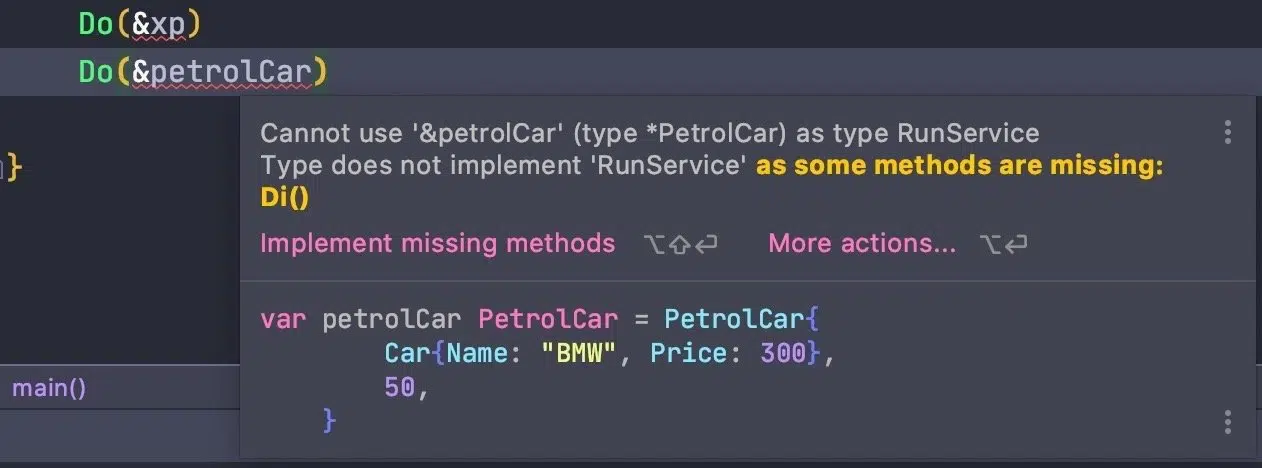 Do(&xp)
Do(&petrolCar)
}
Cannot use '&petrolCar' (type *PetrolCar) as type RunService
Type does not implement 'RunService' as some methods are missing:
Di()
Implement missing methods ⌥⇧⏎ More actions... ⌥⏎
var petrolCar PetrolCar = PetrolCar{
Car{Name: "BMW", Price: 300},
50,
}
main()